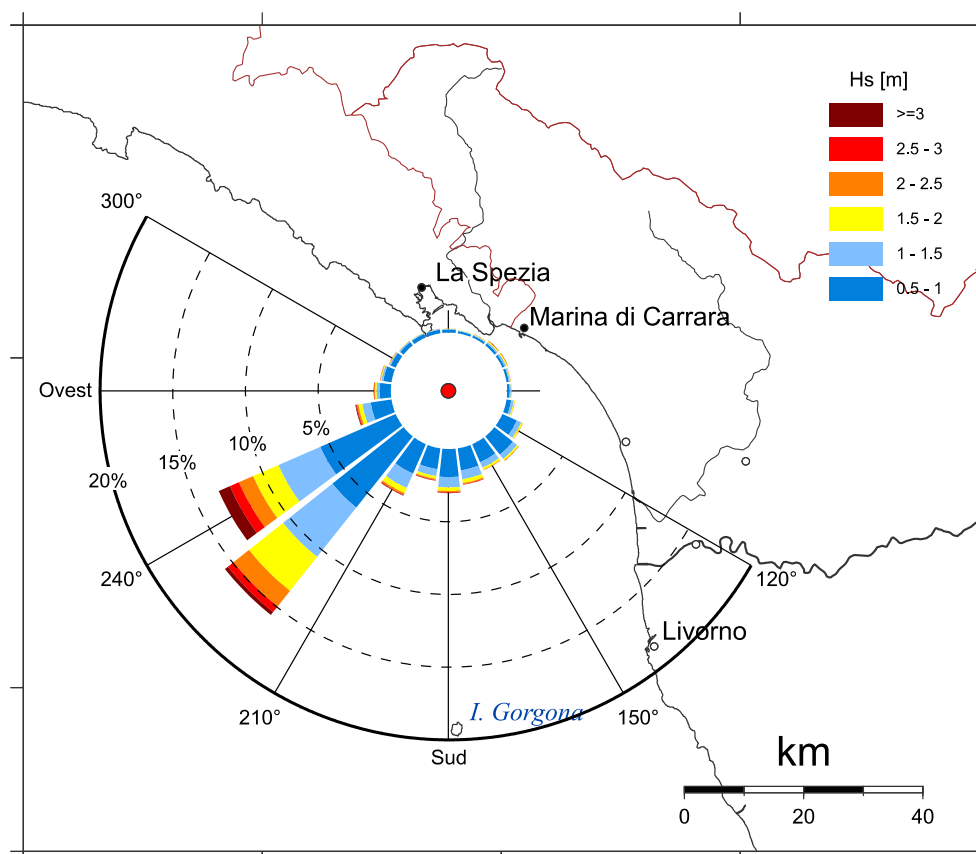 Hs [m]
>=3
2.5 - 3
2 - 2.5
1.5 - 2
1 - 1.5
0.5 - 1
300°
La Spezia
Marina di Carrara
Ovest
5%
10%
15%
20%
240°
120°
Livorno
210°
I. Gorgona
150°
Sud
km
0
20
40